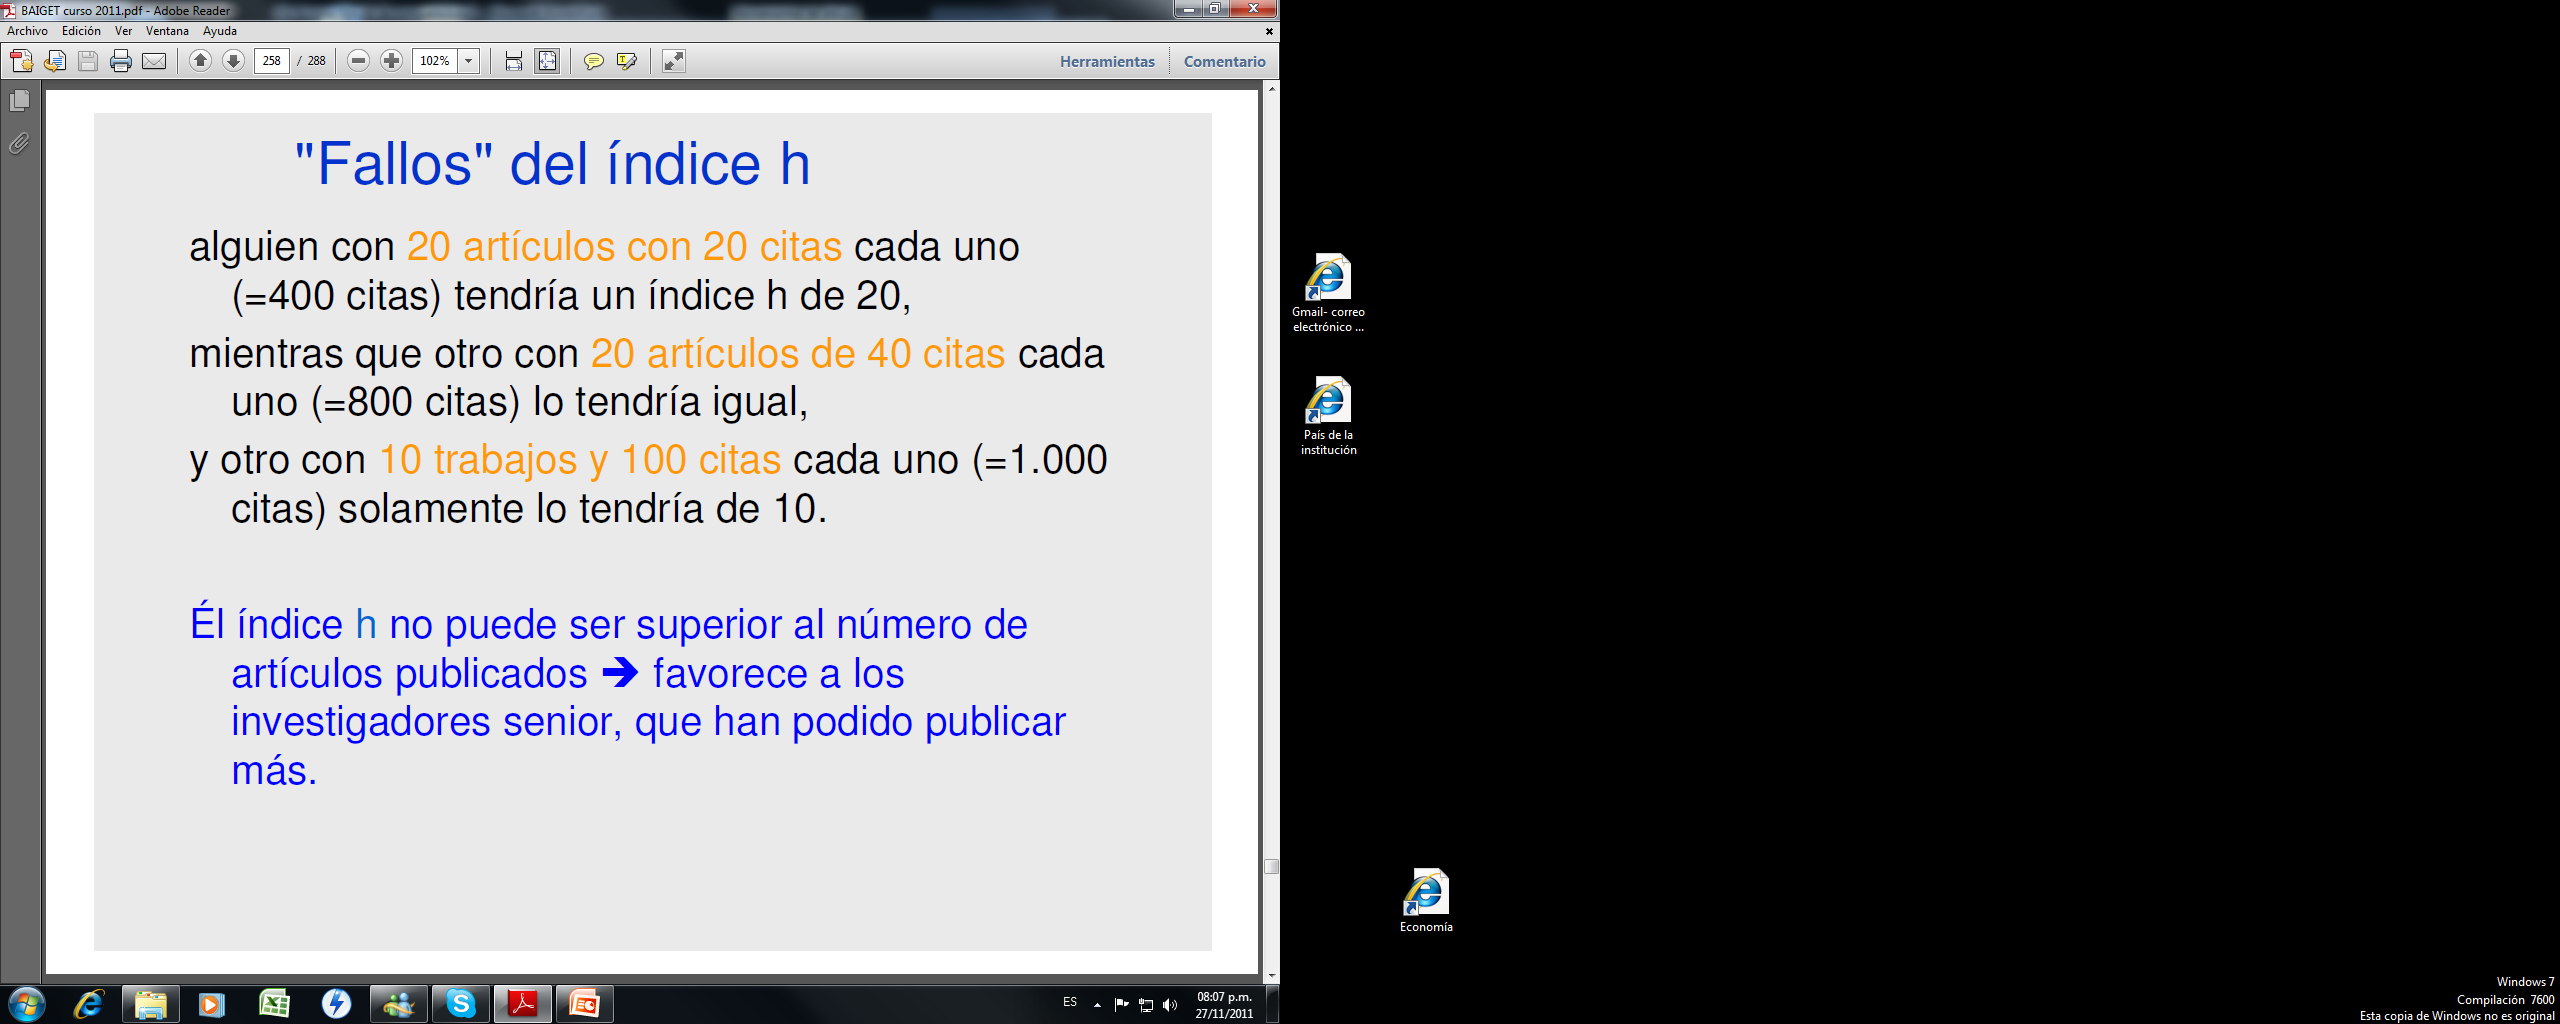 BAIGET curso 2011.pdf - Adobe Reader
Archivo Edición Ver Ventana Ayuda
258 / 288 102% Herramientas Comentario
"Fallos" del índice h
alguien con 20 artículos con 20 citas cada uno
(=400 citas) tendría un índice h de 20,
mientras que otro con 20 artículos de 40 citas cada
uno (=800 citas) lo tendría igual,
y otro con 10 trabajos y 100 citas cada uno (=1.000
citas) solamente lo tendría de 10.
Él índice h no puede ser superior al número de
artículos publicados ➔ favorece a los
investigadores senior, que han podido publicar
más.
Gmail- correo
electrónico ...
País de la
institución
Economía
ES
08:07 p.m.
27/11/2011
Windows 7
Compilación 7600
Esta copia de Windows no es original